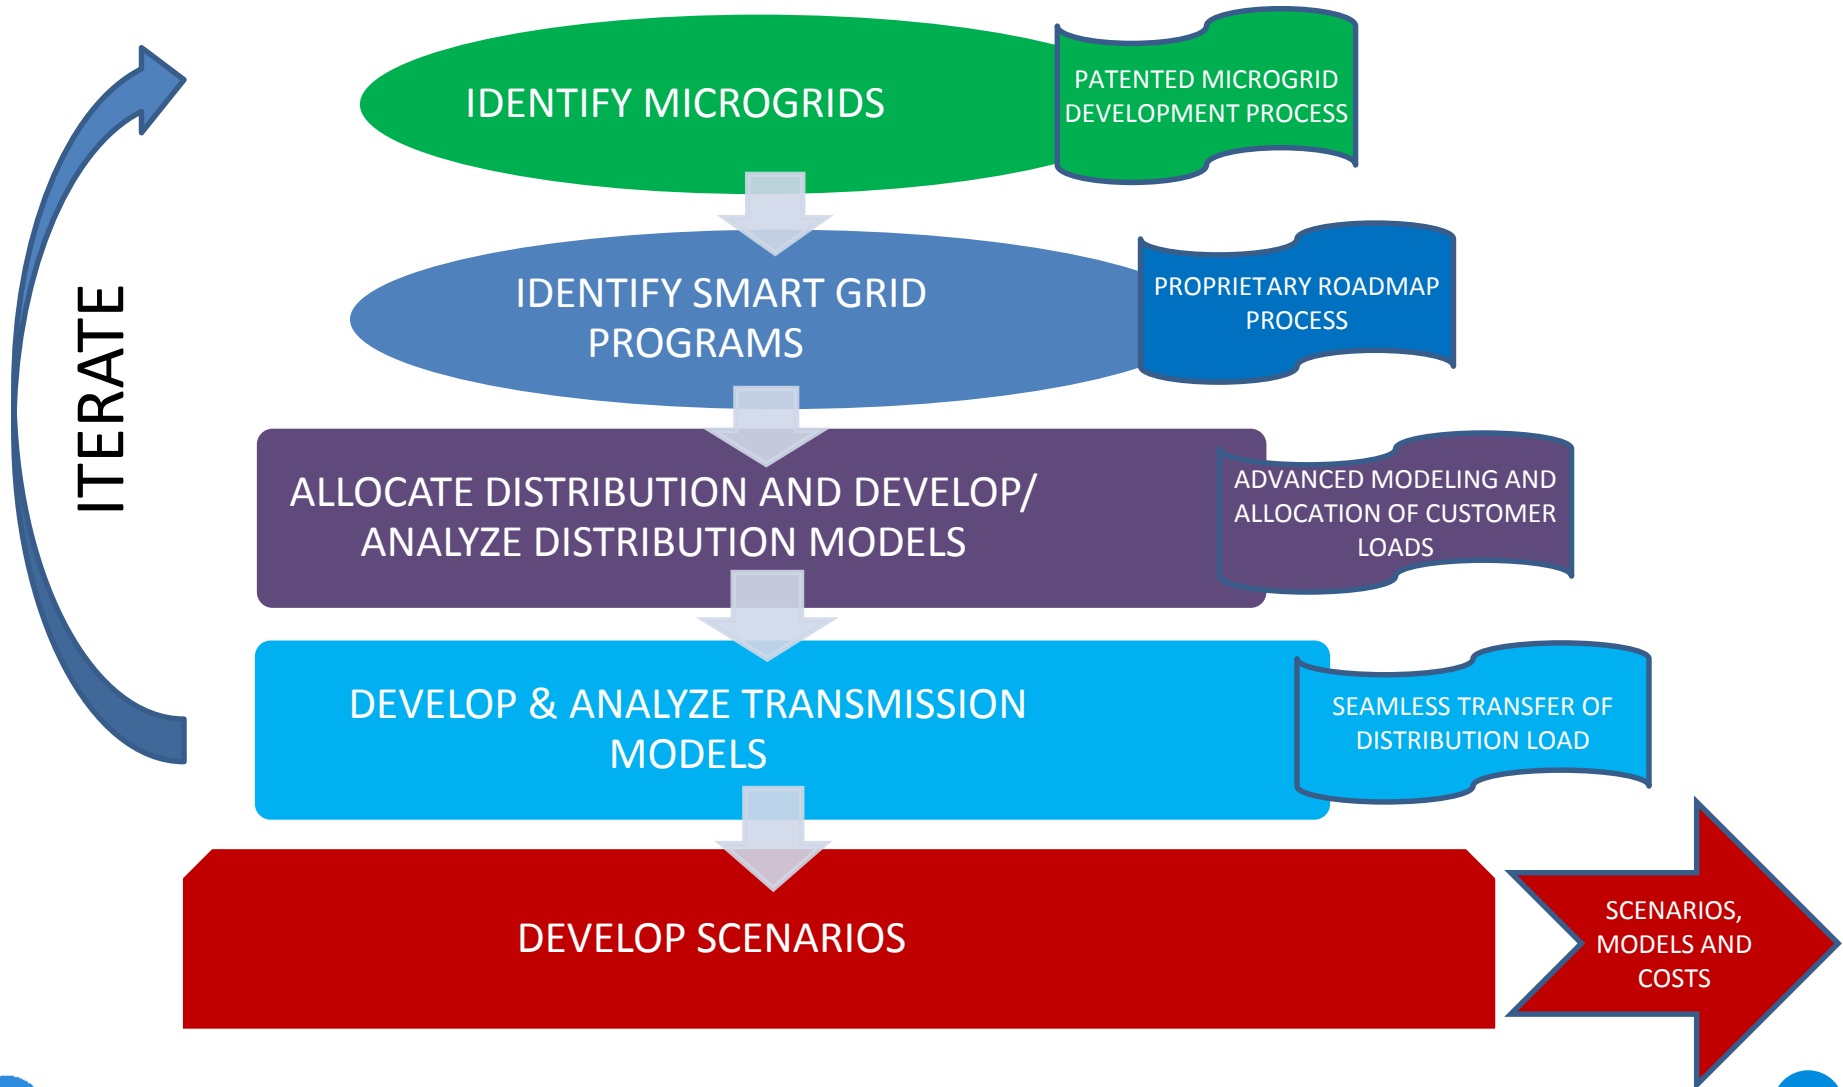 IDENTIFY MICROGRIDS
PATENTED MICROGRID
DEVELOPMENT PROCESS
IDENTIFY SMART GRID
PROGRAMS
PROPRIETARY ROADMAP
PROCESS
ITERATE
ALLOCATE DISTRIBUTION AND DEVELOP/
ANALYZE DISTRIBUTION MODELS
ADVANCED MODELING AND
ALLOCATION OF CUSTOMER
LOADS
DEVELOP & ANALYZE TRANSMISSION
MODELS
SEAMLESS TRANSFER OF
DISTRIBUTION LOAD
DEVELOP SCENARIOS
SCENARIOS,
MODELS AND
COSTS